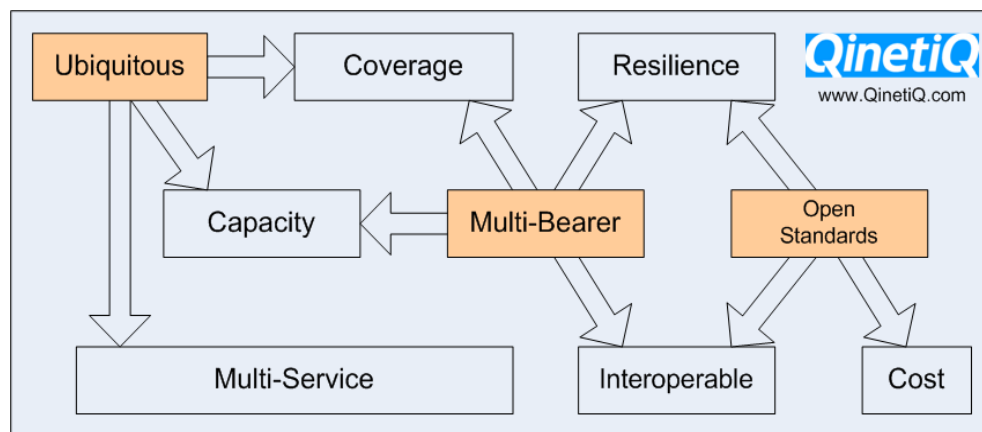 Ubiquitous
Coverage
Resilience
QinetiQ
www.QinetiQ.com
Capacity
Multi-Bearer
Open
Standards
Multi-Service
Interoperable
Cost